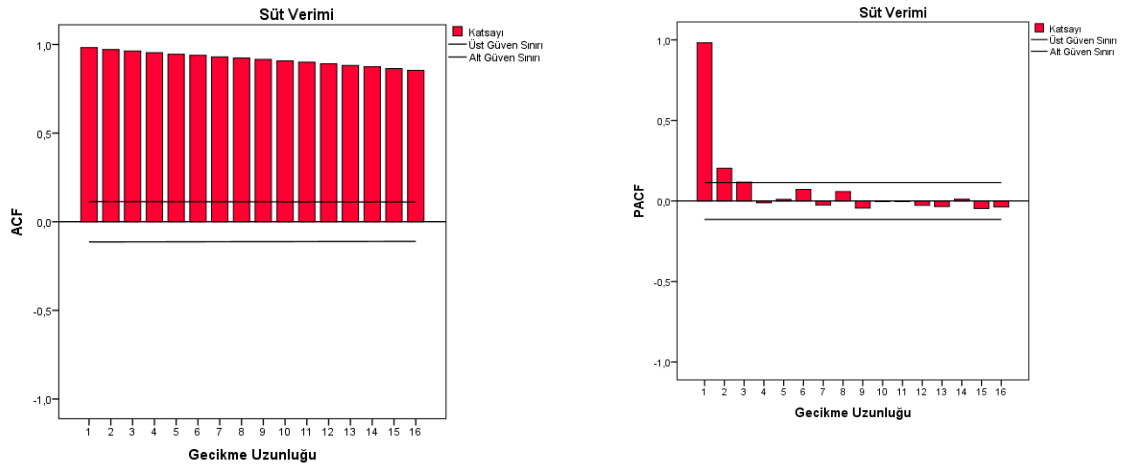 Süt Verimi
Katsayı
Üst Güven Sınırı
Alt Güven Sınırı
ACF
1,0
0,5
0,0
-0,5
-1,0
1 2 3 4 5 6 7 8 9 10 11 12 13 14 15 16
Gecikme Uzunluğu
Süt Verimi
Katsayı
Üst Güven Sınırı
Alt Güven Sınırı
PACF
1,0
0,5
0,0
-0,5
-1,0
1 2 3 4 5 6 7 8 9 10 11 12 13 14 15 16
Gecikme Uzunluğu